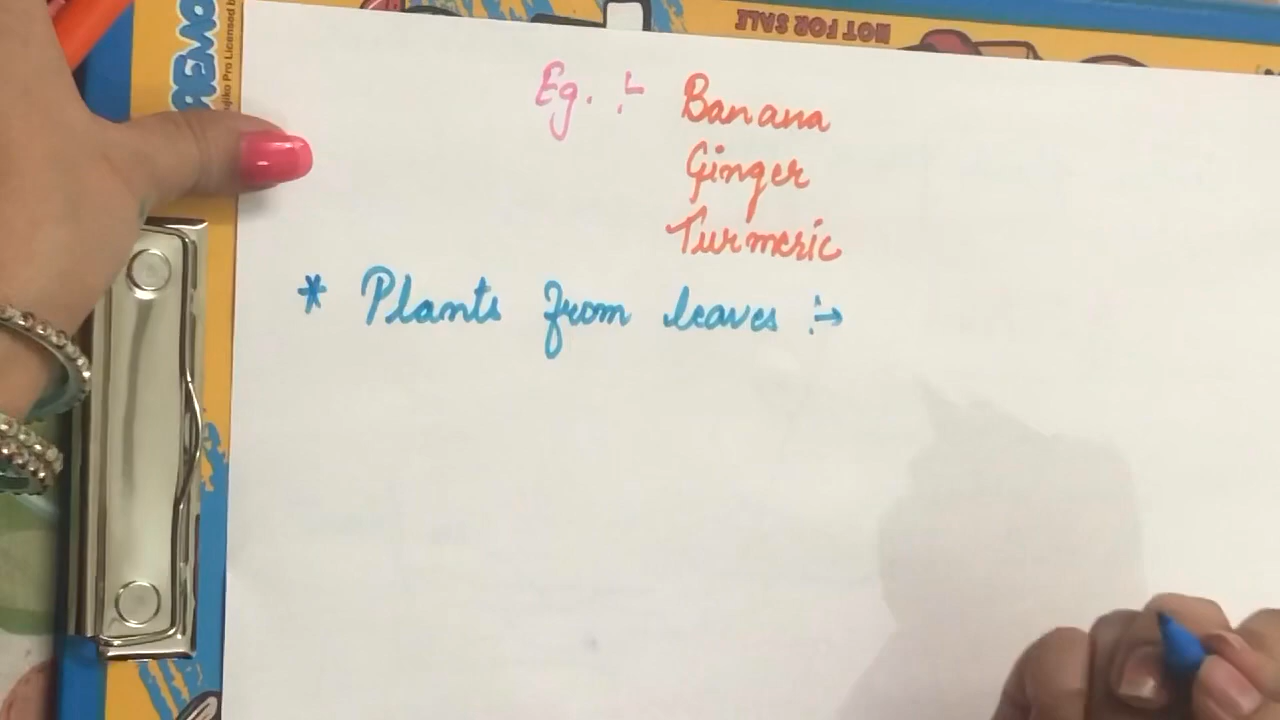 NOT FOR SALE
Eg. :- Banana
Ginger
Turmeric
* Plants from leaves :→